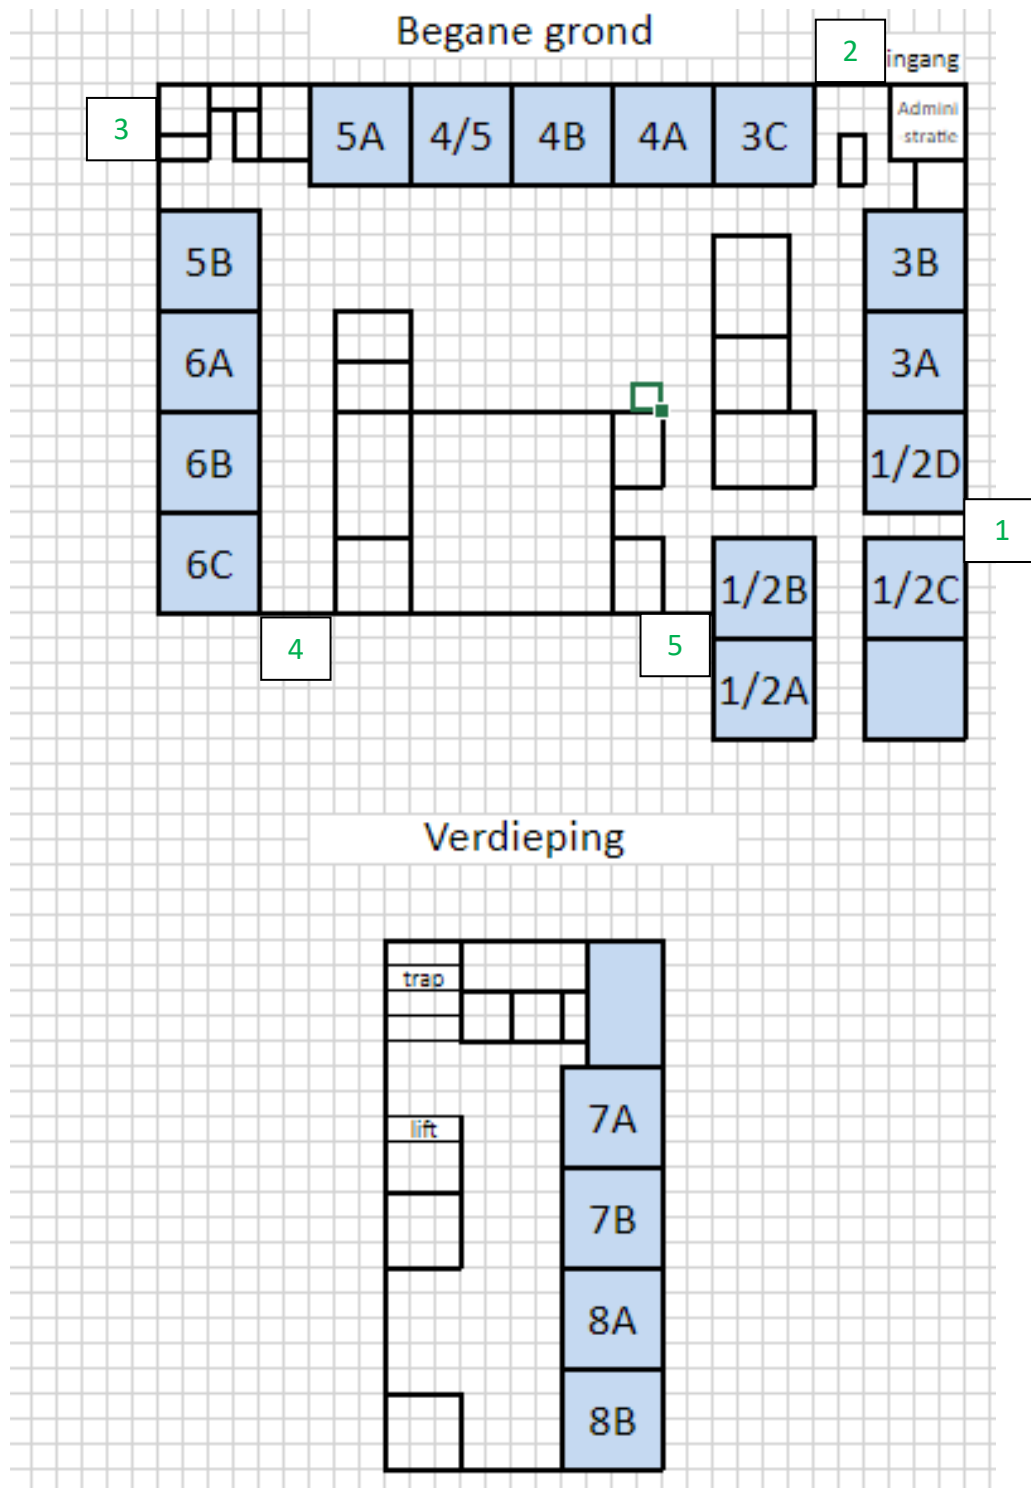 Begane grond
2
ingang
3
5A
4/5
4B
4A
3C
Admini
-stratie
5B
3B
6A
3A
6B
1/2D
1
6C
1/2B
1/2C
4
5
1/2A
Verdieping
trap
7A
lift
7B
8A
8B